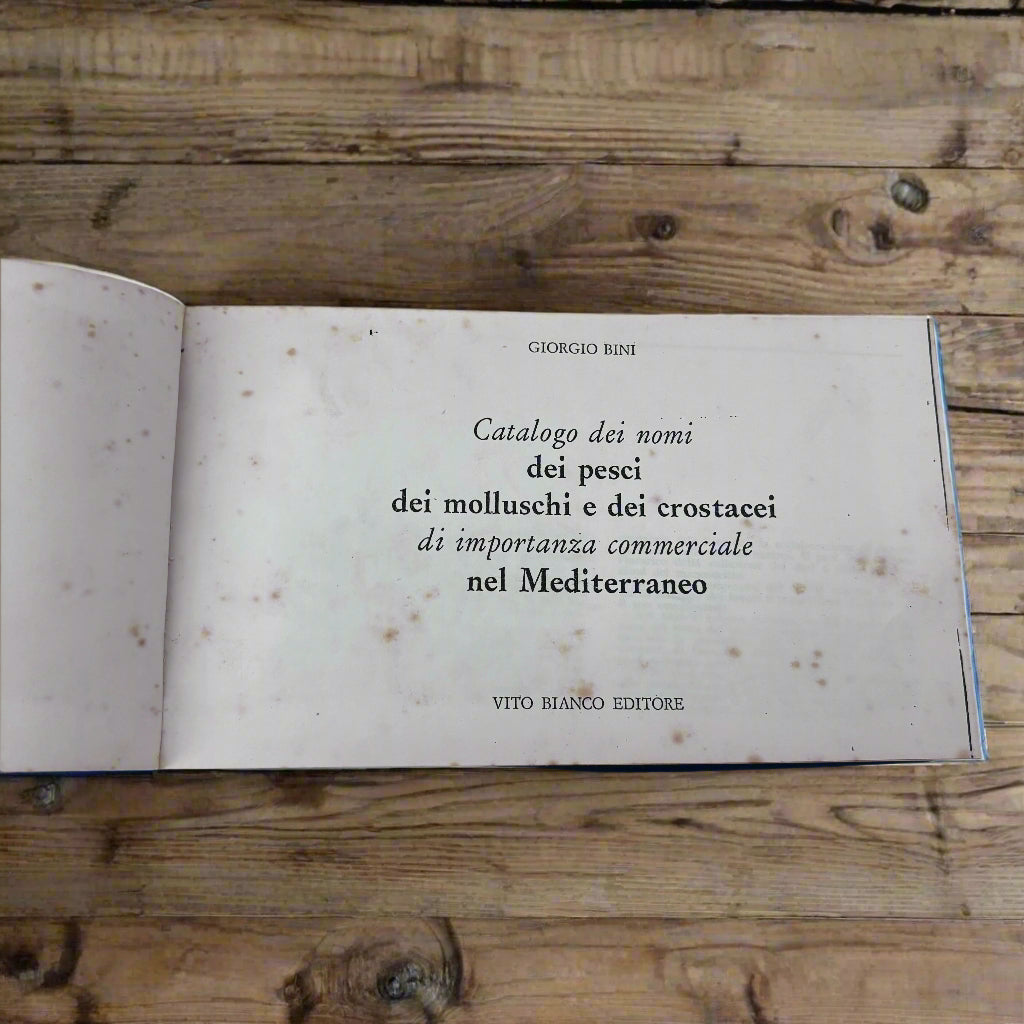 GIORGIO BINI
Catalogo dei nomi
dei pesci
dei molluschi e dei crostacei
di importanza commerciale
nel Mediterraneo
VITO BIANCO EDITORE